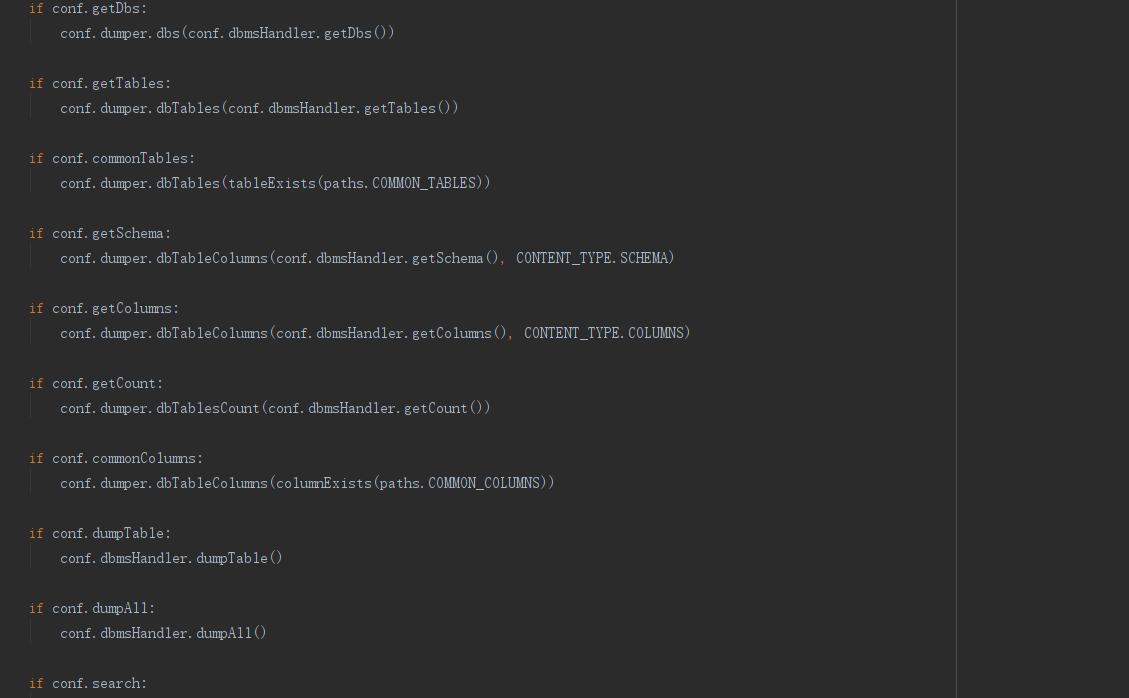 if conf.getDbs:
conf.dumper.dbs(conf.dbmsHandler.getDbs())
if conf.getTables:
conf.dumper.dbTables(conf.dbmsHandler.getTables())
if conf.commonTables:
conf.dumper.dbTables(tableExists(paths.COMMON_TABLES))
if conf.getSchema:
conf.dumper.dbTableColumns(conf.dbmsHandler.getSchema(), CONTENT_TYPE.SCHEMA)
if conf.getColumns:
conf.dumper.dbTableColumns(conf.dbmsHandler.getColumns(), CONTENT_TYPE.COLUMNS)
if conf.getCount:
conf.dumper.dbTablesCount(conf.dbmsHandler.getCount())
if conf.commonColumns:
conf.dumper.dbTableColumns(columnExists(paths.COMMON_COLUMNS))
if conf.dumpTable:
conf.dbmsHandler.dumpTable()
if conf.dumpAll:
conf.dbmsHandler.dumpAll()
if conf.search: